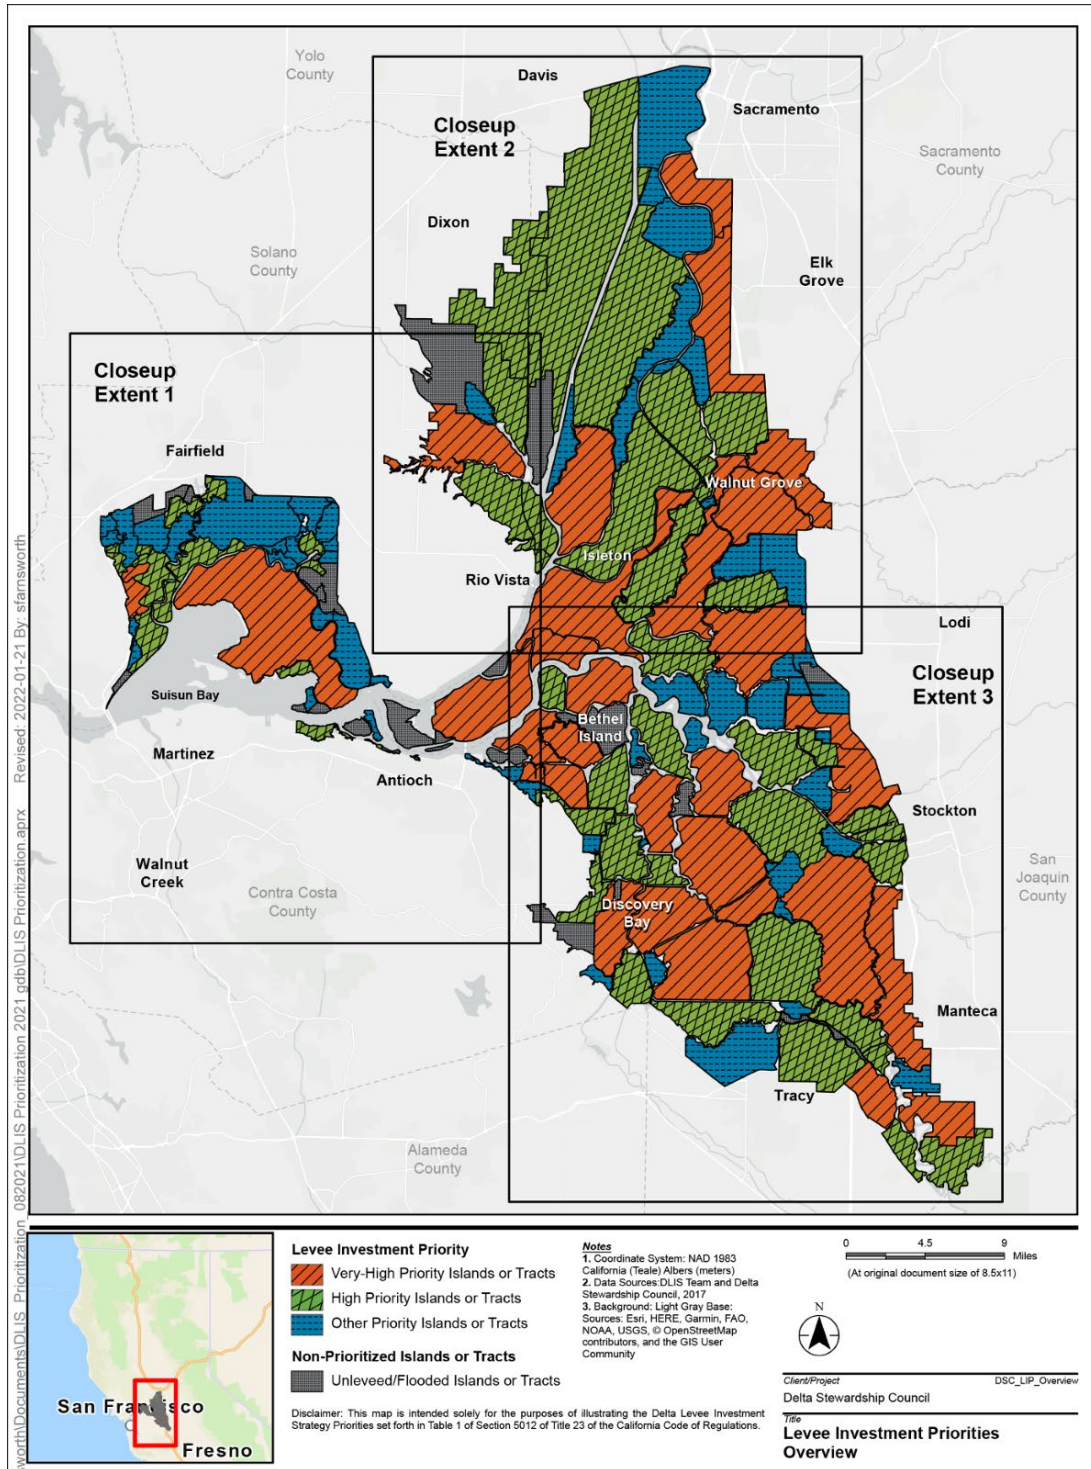 Yolo
County
Davis
Sacramento
Closeup
Extent 2
Sacramento
County
Dixon
Solano
County
Elk
Grove
Closeup
Extent 1
Fairfield
Walnut Grove
Isleton
Rio Vista
Lodi
Closeup
Extent 3
Suisun Bay
Bethel
Island
Martinez
Antioch
Stockton
Walnut
Creek
San
Joaquin
County
Contra Costa
County
Discovery
Bay
Manteca
Tracy
Alameda
County
sworth\Documents\DLIS Prioritization_082021\DLIS Prioritization 2021 gdb\DLIS Prioritization.aprx Revised: 2022-01-21 By: sfarnsworth
San Francisco
Fresno
Levee Investment Priority
Very-High Priority Islands or Tracts
High Priority Islands or Tracts
Other Priority Islands or Tracts
Non-Prioritized Islands or Tracts
Unleveed/Flooded Islands or Tracts
Notes
1. Coordinate System: NAD 1983
California (Teale) Albers (meters)
2. Data Sources:DLIS Team and Delta
Stewardship Council, 2017
3. Background: Light Gray Base:
Sources: Esri, HERE, Garmin, FAO,
NOAA, USGS, © OpenStreetMap
contributors, and the GIS User
Community
Disclaimer: This map is intended solely for the purposes of illustrating the Delta Levee Investment
Strategy Priorities set forth in Table 1 of Section 5012 of Title 23 of the California Code of Regulations.
0 4.5 9
Miles
(At original document size of 8.5x11)
N
Client/Project DSC_LIP_Overview
Delta Stewardship Council
Title
Levee Investment Priorities
Overview